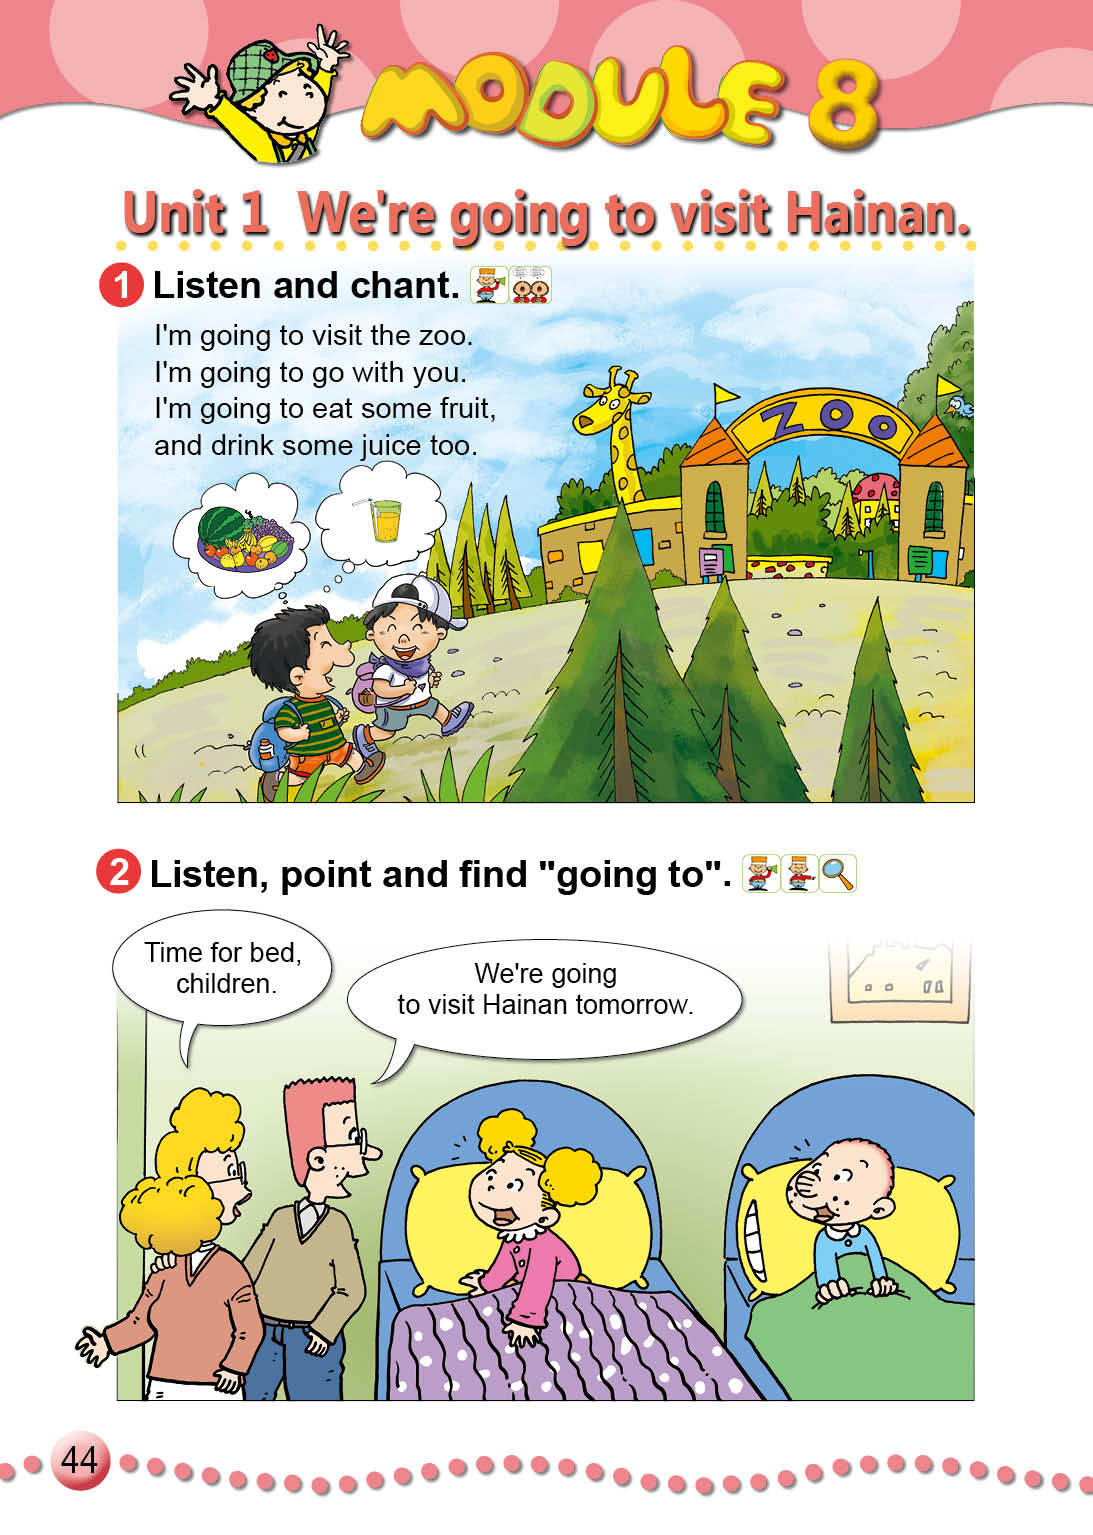 MODULE 8
Unit 1 We're going to visit Hainan.
1 Listen and chant.
I'm going to visit the zoo.
I'm going to go with you.
I'm going to eat some fruit,
and drink some juice too.
ZOO
2 Listen, point and find "going to".
Time for bed,
children.
We're going
to visit Hainan tomorrow.
44